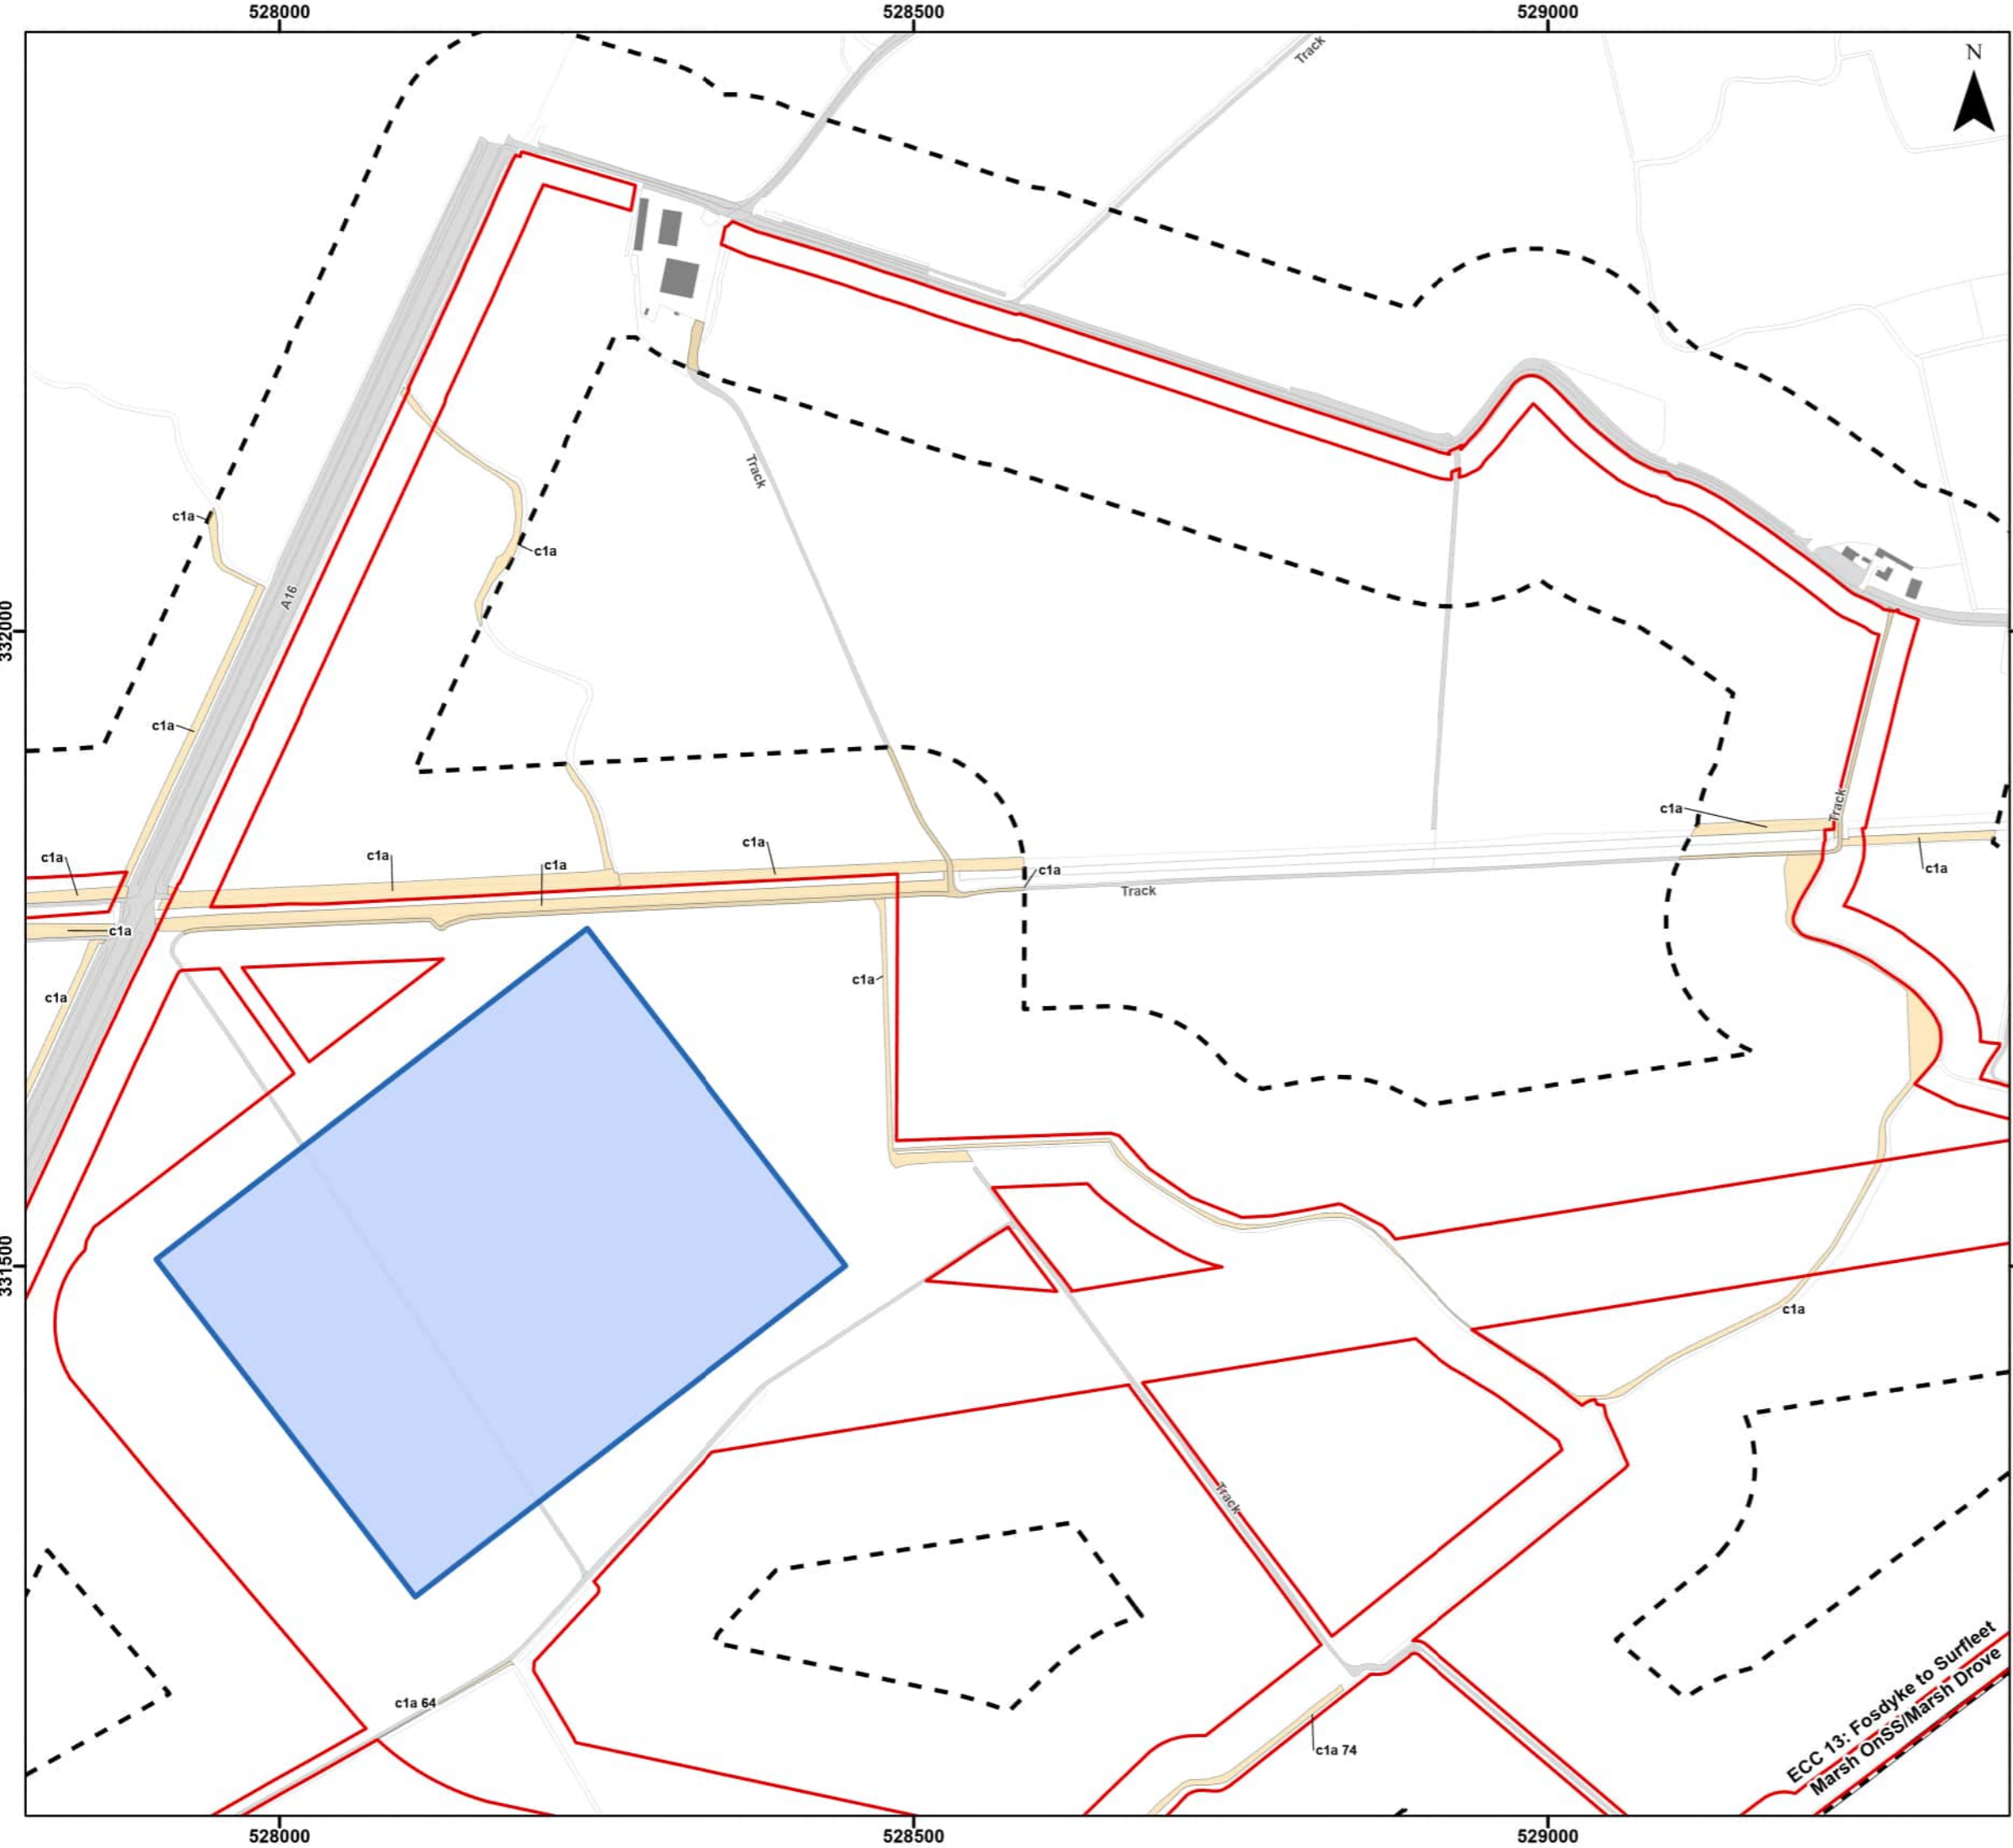 528000
528500
529000
N
Track
Track
c1a
c1a
A16
332000
c1a
c1a
Track
c1a
c1a
c1a
c1a
c1a
Track
c1a
c1a
c1a
c1a
331500
c1a
Track
c1a 64
c1a 74
ECC 13: Fosdyke to Surfleet
Marsh OnSS/Marsh Drove
528000
528500
529000